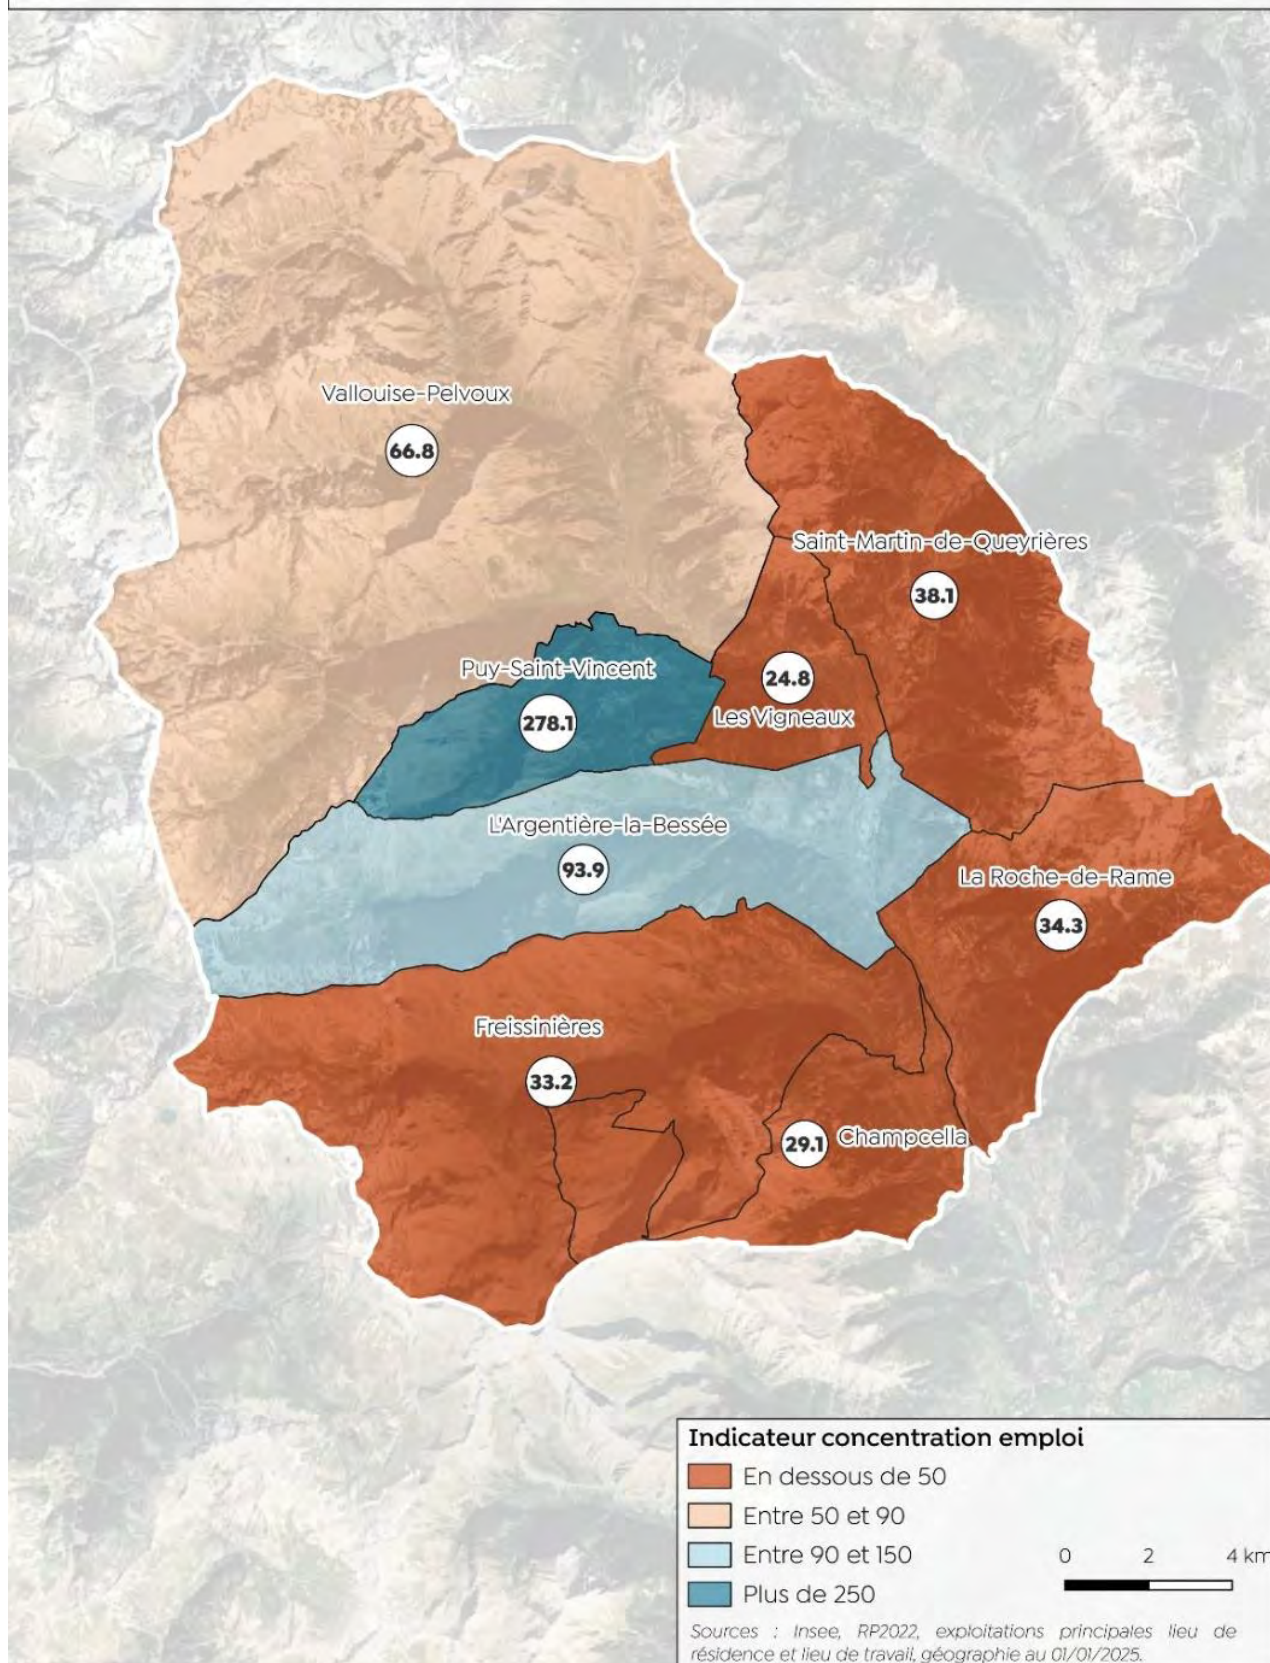 Vallouise-Pelvoux
66.8
Saint-Martin-de-Queyrières
38.1
Puy-Saint-Vincent
278.1
24.8
Les Vigneaux
L'Argentière-la-Bessée
93.9
La Roche-de-Rame
34.3
Freissinières
33.2
29.1 Champcella
Indicateur concentration emploi
En dessous de 50
Entre 50 et 90
Entre 90 et 150
Plus de 250
0 2 4 km
Sources : Insee, RP2022, exploitations principales lieu de
résidence et lieu de travail, géographie au 01/01/2025.